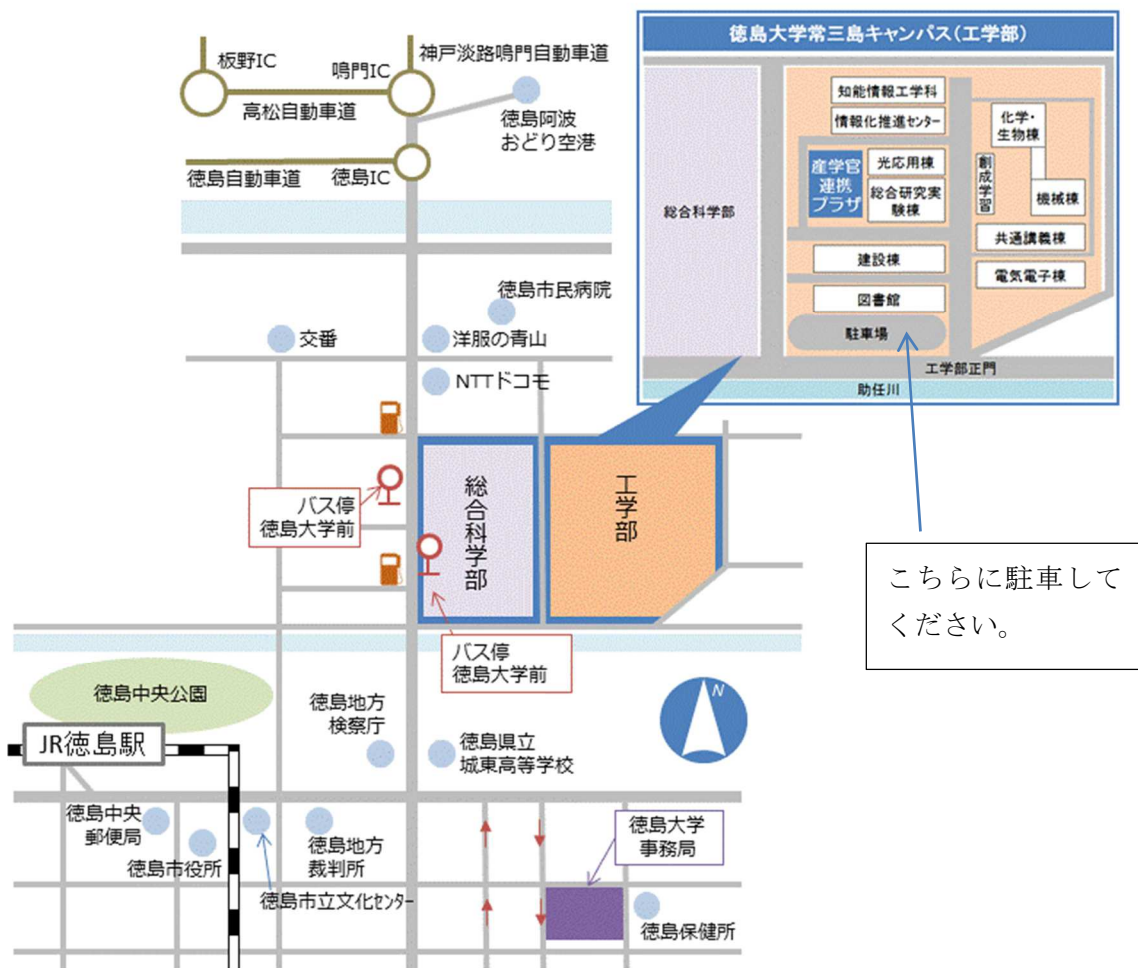 徳島大学常三島キャンパス（工学部）
知能情報工学科
情報化推進センター
産学官
連携
プラザ
光応用棟
総合研究実
験棟
創成学習
化学・
生物棟
機械棟
共通講義棟
電気電子棟
総合科学部
建設棟
図書館
駐車場
工学部正門
助任川
こちらに駐車して
ください。
板野IC
鳴門IC
神戸淡路鳴門自動車道
高松自動車道
徳島阿波
おどり空港
徳島自動車道
徳島IC
徳島市民病院
交番
洋服の青山
NTTドコモ
バス停
徳島大学前
総合科学部
工学部
バス停
徳島大学前
徳島中央公園
JR徳島駅
徳島地方
検察庁
徳島県立
城東高等学校
N
徳島中央
郵便局
徳島市役所
徳島市立文化センター
徳島地方
裁判所
徳島大学
事務局
徳島保健所